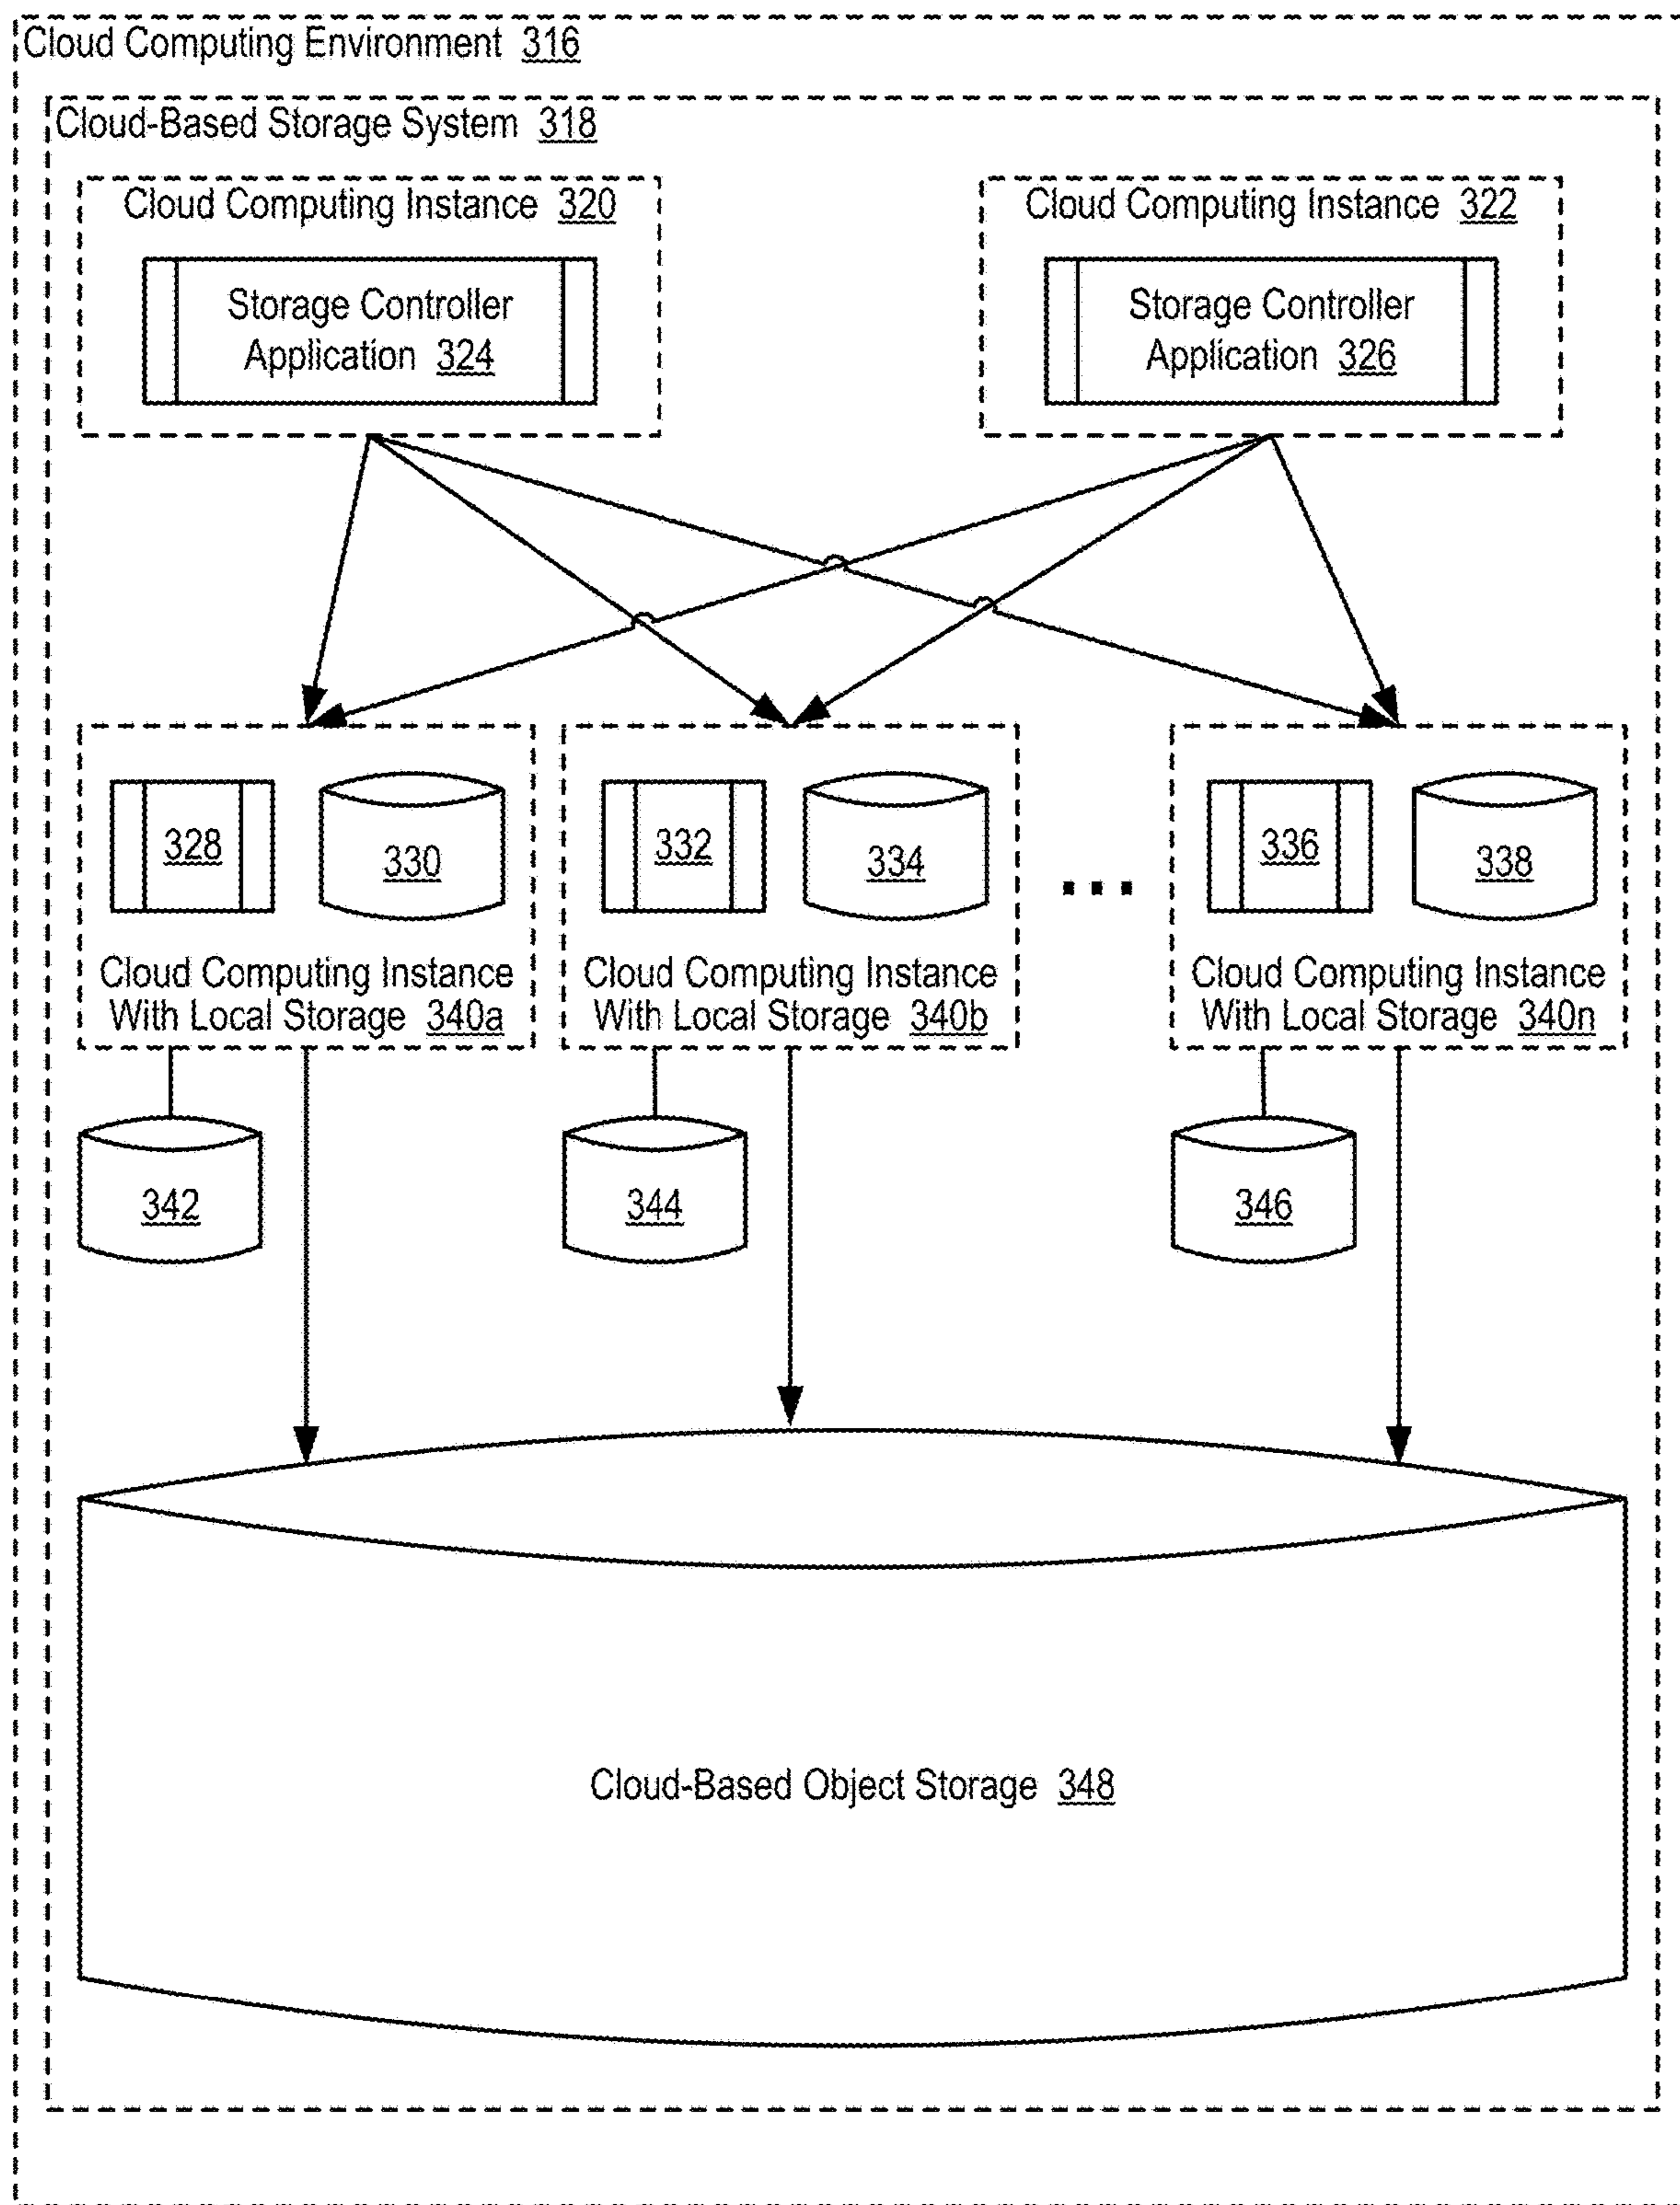 Cloud Computing Environment 316
Cloud-Based Storage System 318
Cloud Computing Instance 320
Storage Controller
Application 324
Cloud Computing Instance 322
Storage Controller
Application 326
328
330
Cloud Computing Instance
With Local Storage 340a
332
334
Cloud Computing Instance
With Local Storage 340b
...
336
338
Cloud Computing Instance
With Local Storage 340n
342
344
346
Cloud-Based Object Storage 348